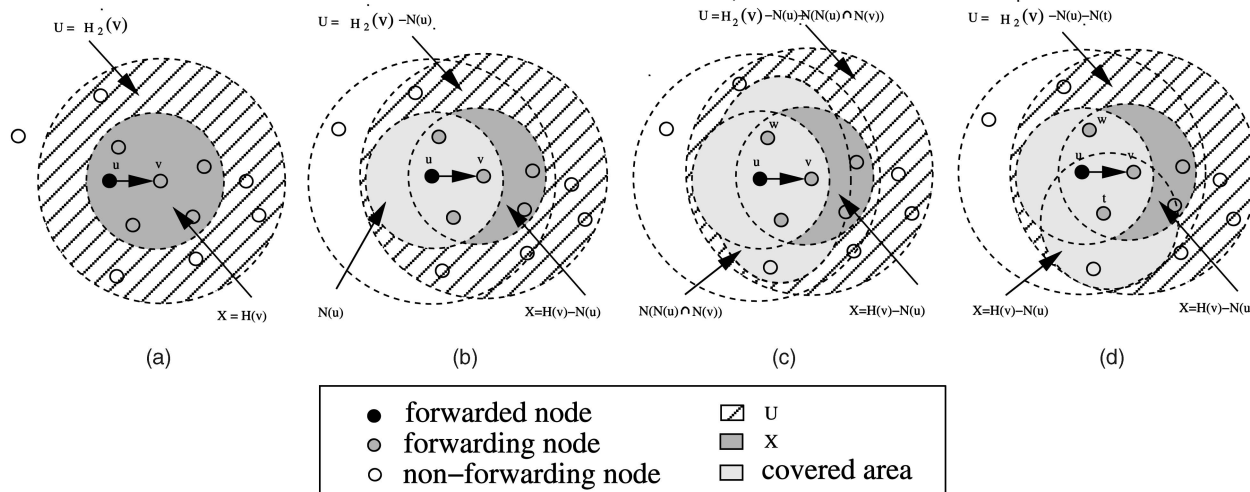 U = H₂(v)
u v
X = H(v)
(a)
U = H₂(v) -N(u)
u v
N(u)
X=H(v)-N(u)
(b)
U=H₂(v)-N(u)-N(N(u)∩N(v))
w
u v
N(N(u)∩N(v))
X=H(v)-N(u)
(c)
U = H₂(v)-N(u)-N(t)
w
u v
t
X=H(v)-N(u)
X=H(v)-N(u
(d)
forwarded node
forwarding node
non-forwarding node
U
X
covered area